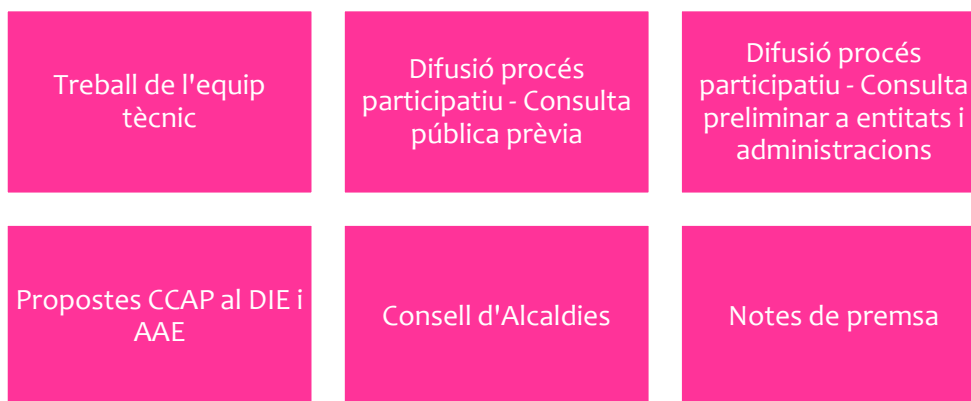 Treball de l'equip
tècnic
Difusió procés
participatiu - Consulta
pública prèvia
Difusió procés
participatiu - Consulta
preliminar a entitats i
administracions
Propostes CCAP al DIE i
AAE
Consell d'Alcaldies
Notes de premsa